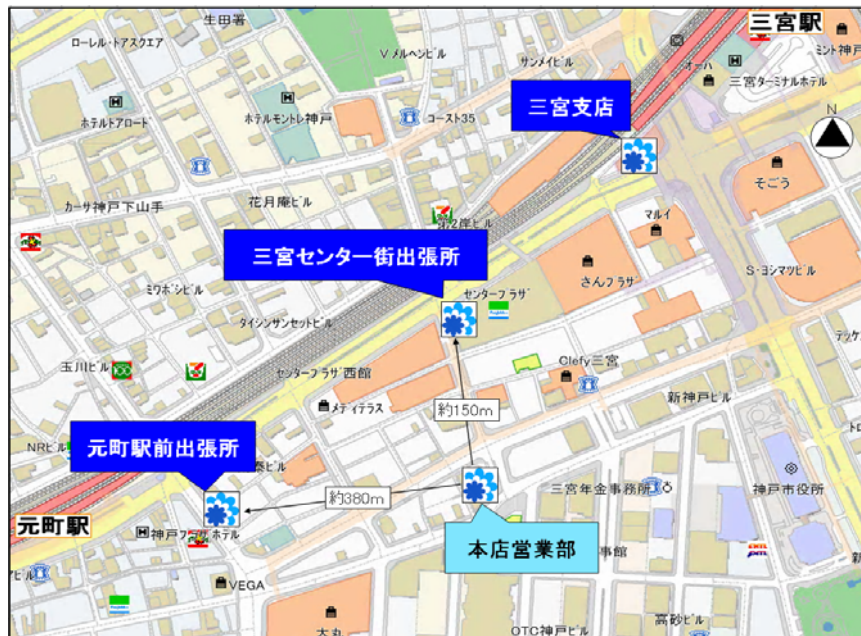 生田署
三宮駅
ローレル・トアスクエア
Vメルヘンビル
サンメイビル
オーパ
ミント神戸
三宮ターミナルホテル
三宮支店
N
ホテルトアロード
ホテルモントレ神戸
コースト35
そごう
カーサ神戸下山手
花月庵ビル
マルイ
第2岸ビル
三宮センター街出張所
さんプラザ
S・ヨシマツビル
ミワボシビル
センタープラザ
タイシンサンセットビル
玉川ビル
センタープラザ西館
Clefy三宮
新神戸ビル
メディテラス
約150m
NRビル
元町駅前出張所
約380m
三宮年金事務所
神戸市役所
元町駅
神戸プラザホテル
本店営業部
VEGA
大丸
OTC神戸ビル
高砂ビル